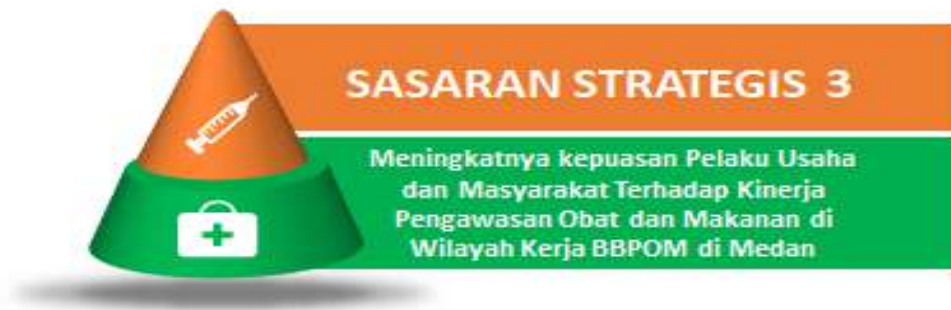 SASARAN STRATEGIS 3
Meningkatnya kepuasan Pelaku Usaha
dan Masyarakat Terhadap Kinerja
Pengawasan Obat dan Makanan di
Wilayah Kerja BBPOM di Medan